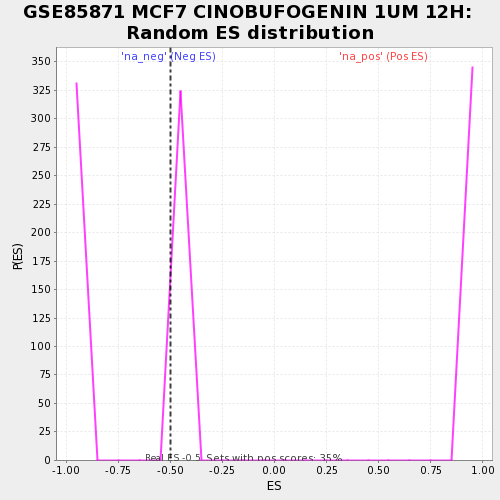 GSE85871 MCF7 CINOBUFOGENIN 1UM 12H:
Random ES distribution
'na_neg' (Neg ES)
'na_pos' (Pos ES)
350
325
300
275
250
225
200
175
150
125
100
75
50
25
0
P(ES)
Real ES -0.5, Sets with pos scores: 35%
-1.00 -0.75 -0.50 -0.25 0.00 0.25 0.50 0.75 1.00
ES